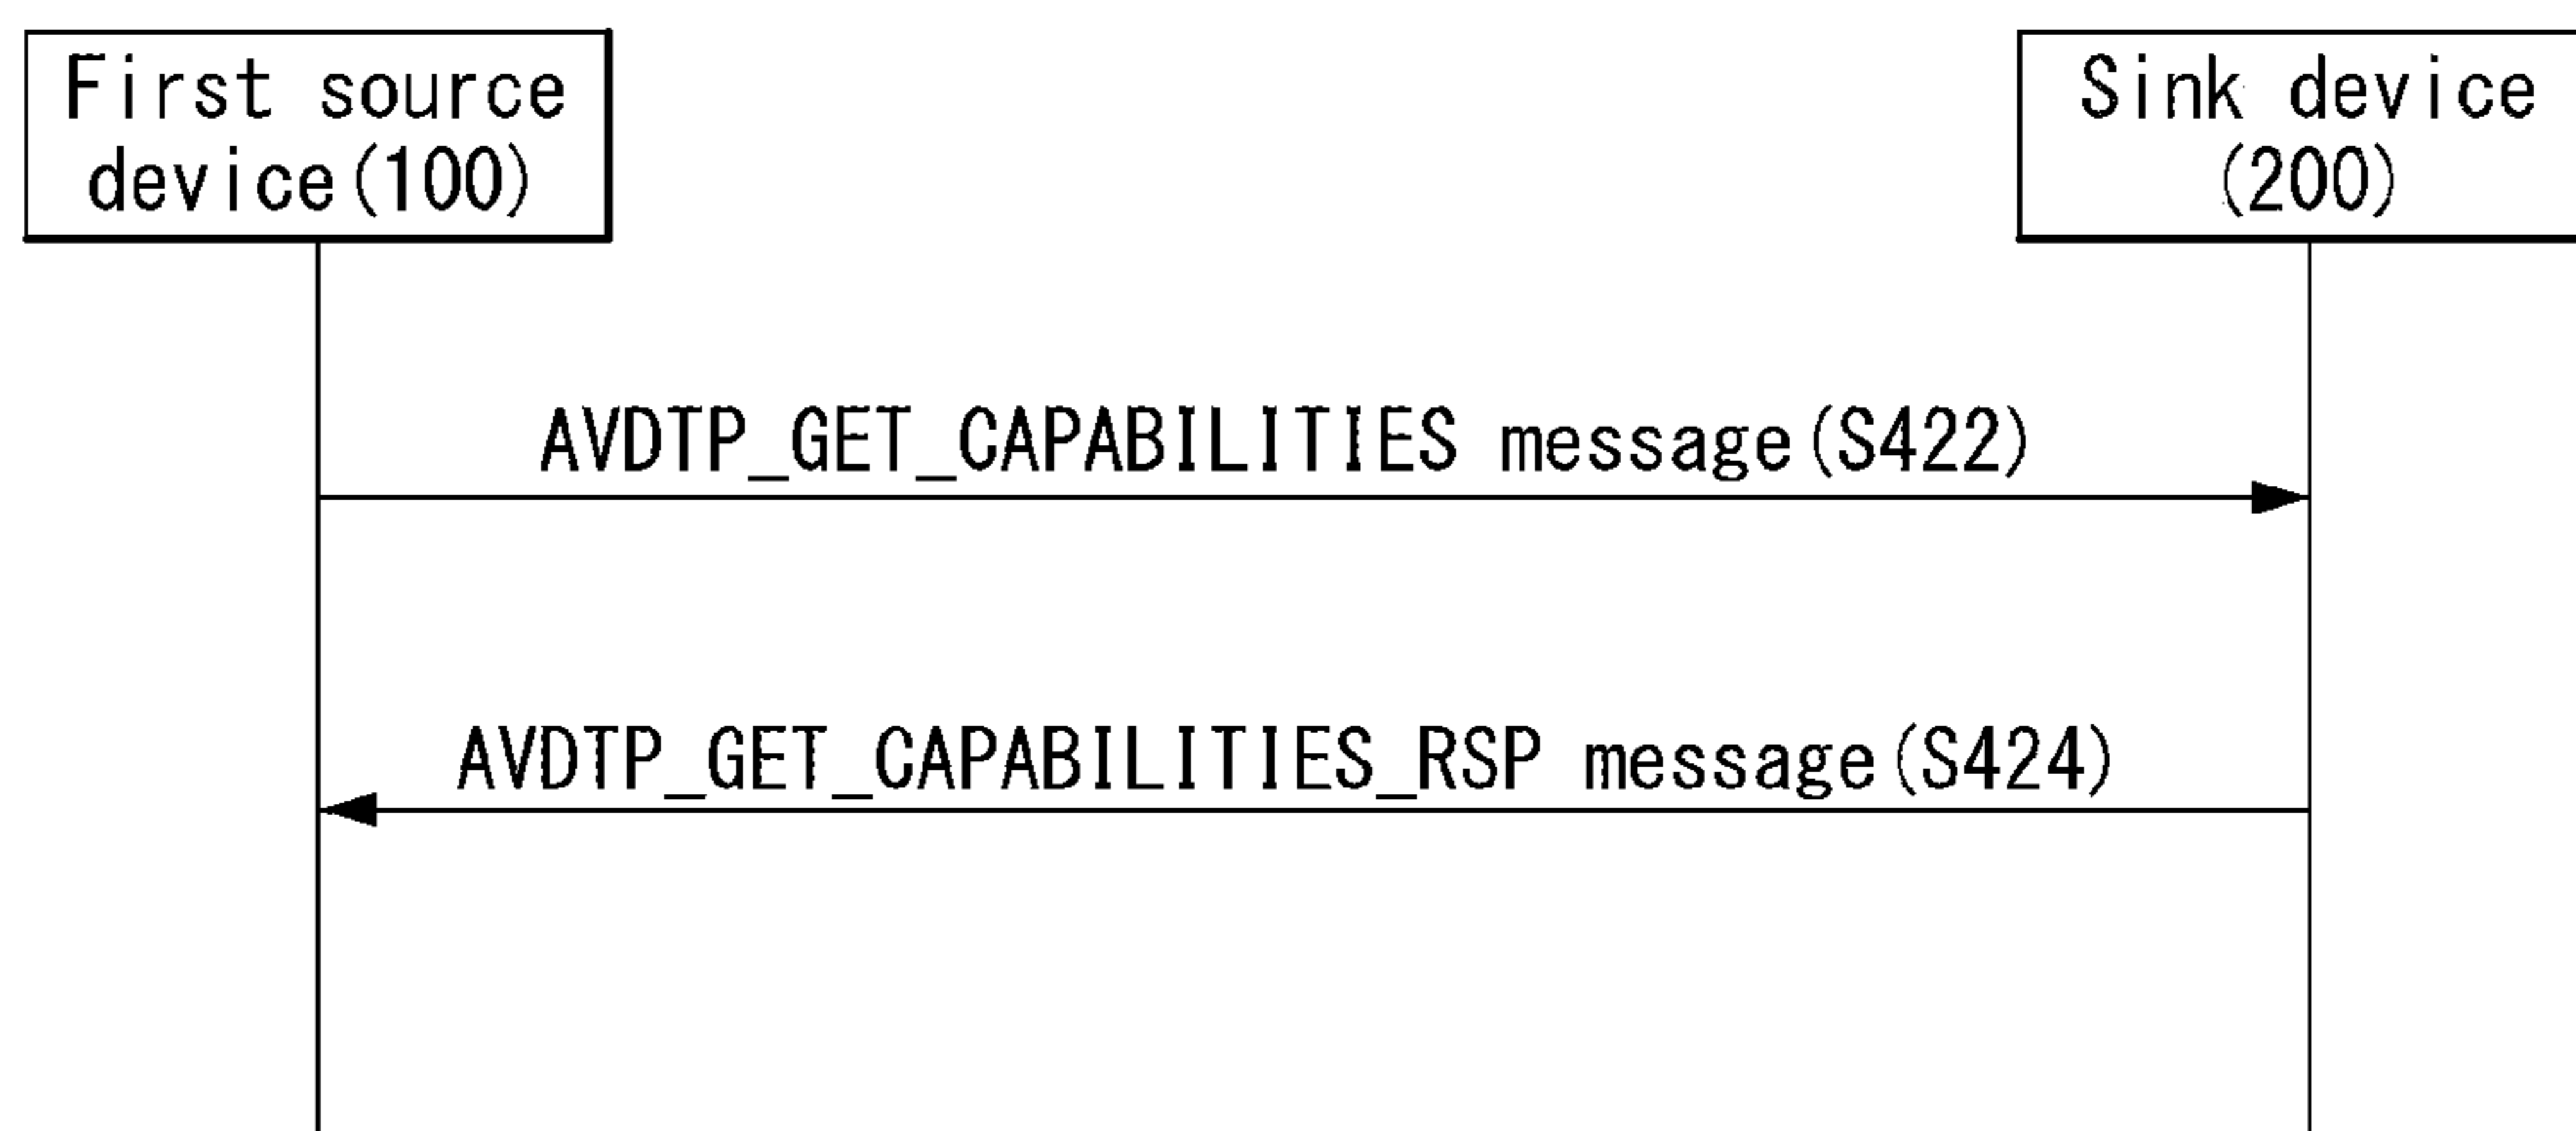 First source
device(100)
Sink device
(200)
AVDTP_GET_CAPABILITIES message(S422)
AVDTP_GET_CAPABILITIES_RSP message(S424)